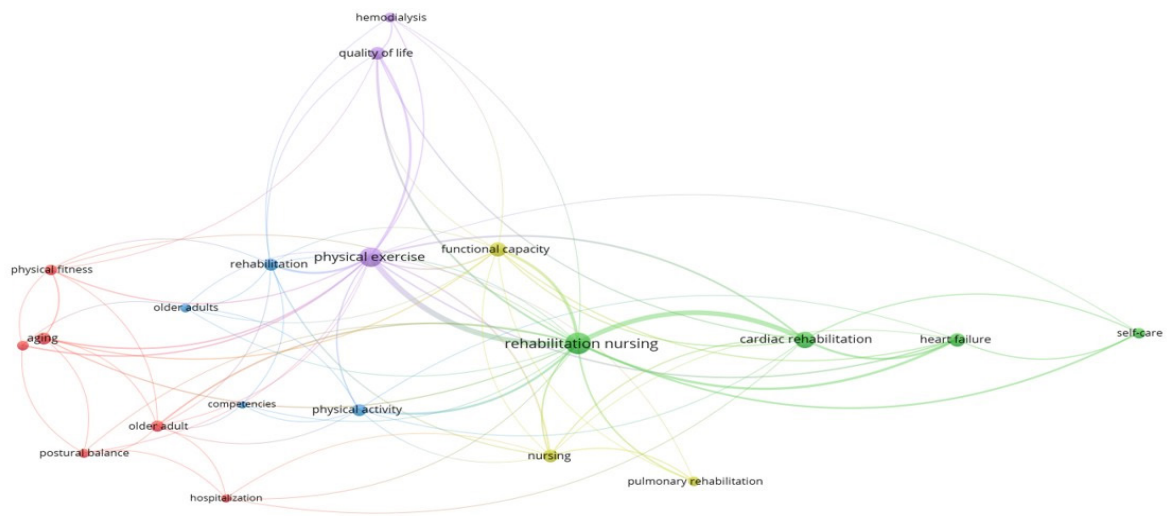 hemodialysis
quality of life
functional capacity
physical exercise
rehabilitation
physical fitness
older adults
self-care
aging
rehabilitation nursing
cardiac rehabilitation
heart failure
competencies
physical activity
older adult
postural balance
nursing
pulmonary rehabilitation
hospitalization